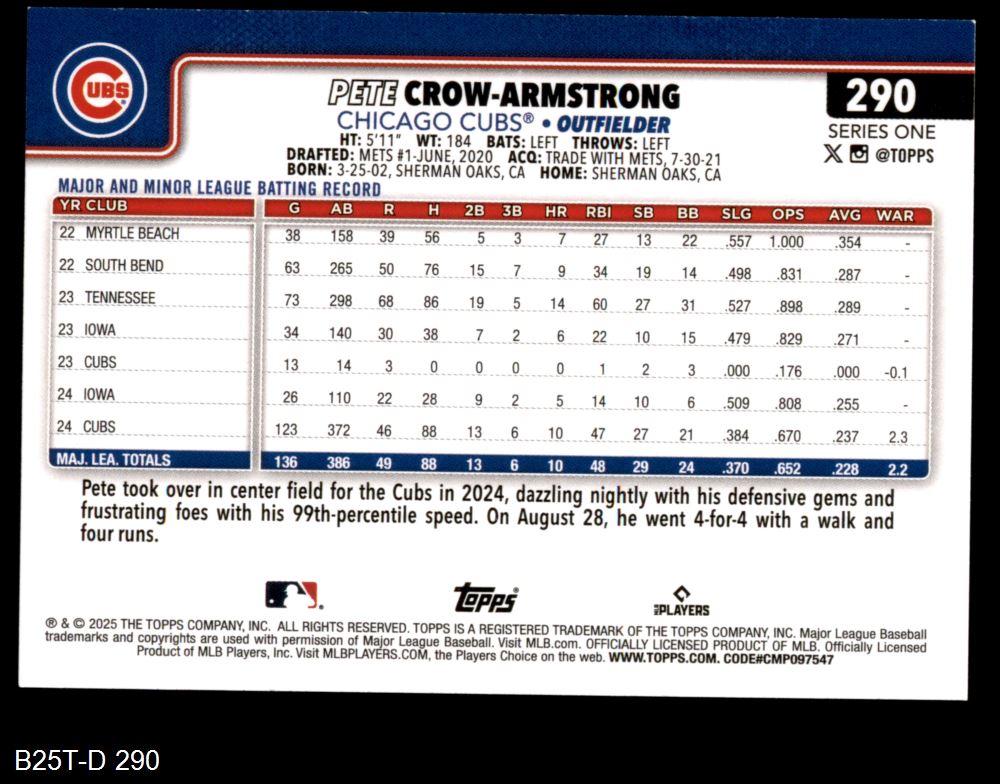 CUBS®
PETE CROW-ARMSTRONG
290
CHICAGO CUBS® • OUTFIELDER
SERIES ONE
HT: 5'11" WT: 184 BATS: LEFT THROWS: LEFT
@TOPPS
DRAFTED: METS #1-JUNE, 2020 ACQ: TRADE WITH METS, 7-30-21
BORN: 3-25-02, SHERMAN OAKS, CA HOME: SHERMAN OAKS, CA
MAJOR AND MINOR LEAGUE BATTING RECORD
YR CLUB G AB R H 2B 3B HR RBI SB BB SLG OPS AVG WAR
22 MYRTLE BEACH 38 158 39 56 5 3 7 27 13 22 .557 1.000 .354 -
22 SOUTH BEND 63 265 50 76 15 7 9 34 19 14 .498 .831 .287 -
23 TENNESSEE 73 298 68 86 19 5 14 60 27 31 .527 .898 .289 -
23 IOWA 34 140 30 38 7 2 6 22 10 15 .479 .829 .271 -
23 CUBS 13 14 3 0 0 0 0 1 2 3 .000 .176 .000 -0.1
24 IOWA 26 110 22 28 9 2 5 14 10 6 .509 .808 .255 -
24 CUBS 123 372 46 88 13 6 10 47 27 21 .384 .670 .237 2.3
MAJ. LEA. TOTALS 136 386 49 88 13 6 10 48 29 24 .370 .652 .228 2.2
Pete took over in center field for the Cubs in 2024, dazzling nightly with his defensive gems and
frustrating foes with his 99th-percentile speed. On August 28, he went 4-for-4 with a walk and
four runs.
Topps®
MLB PLAYERS
® & © 2025 THE TOPPS COMPANY, INC. ALL RIGHTS RESERVED. TOPPS IS A REGISTERED TRADEMARK OF THE TOPPS COMPANY, INC. Major League Baseball
trademarks and copyrights are used with permission of Major League Baseball. Visit MLB.com. OFFICIALLY LICENSED PRODUCT OF MLB. Officially Licensed
Product of MLB Players, Inc. Visit MLBPLAYERS.COM, the Players Choice on the web. WWW.TOPPS.COM. CODE#CMP097547
B25T-D 290